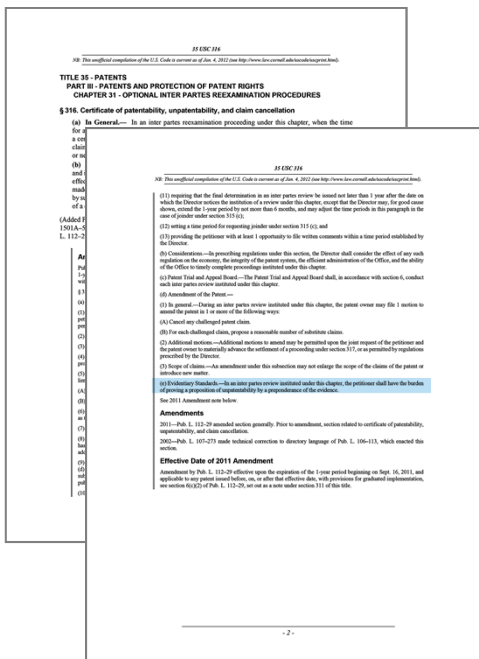 35 USC 316
NB: This unofficial compilation of the U.S. Code is current as of Jan. 4, 2012 (see http://www.law.cornell.edu/uscode/uscprint.html).
TITLE 35 - PATENTS
PART III - PATENTS AND PROTECTION OF PATENT RIGHTS
CHAPTER 31 - OPTIONAL INTER PARTES REEXAMINATION PROCEDURES
§ 316. Certificate of patentability, unpatentability, and claim cancellation
(a) In General.— In an inter partes reexamination proceeding under this chapter, when the time
for a
a cer
claim
or ne
(b)
and i
effec
made
by su
of a
(Added P
1501A–5
L. 112–2
35 USC 316
NB: This unofficial compilation of the U.S. Code is current as of Jan. 4, 2012 (see http://www.law.cornell.edu/uscode/uscprint.html).
(11) requiring that the final determination in an inter partes review be issued not later than 1 year after the date on
which the Director notices the institution of a review under this chapter, except that the Director may, for good cause
shown, extend the 1-year period by not more than 6 months, and may adjust the time periods in this paragraph in the
case of joinder under section 315 (c);
(12) setting a time period for requesting joinder under section 315 (c); and
(13) providing the petitioner with at least 1 opportunity to file written comments within a time period established by
the Director.
(b) Considerations.—In prescribing regulations under this section, the Director shall consider the effect of any such
regulation on the economy, the integrity of the patent system, the efficient administration of the Office, and the ability
of the Office to timely complete proceedings instituted under this chapter.
(c) Patent Trial and Appeal Board.—The Patent Trial and Appeal Board shall, in accordance with section 6, conduct
each inter partes review instituted under this chapter.
(d) Amendment of the Patent.—
(1) In general.—During an inter partes review instituted under this chapter, the patent owner may file 1 motion to
amend the patent in 1 or more of the following ways:
(A) Cancel any challenged patent claim.
(B) For each challenged claim, propose a reasonable number of substitute claims.
(2) Additional motions.—Additional motions to amend may be permitted upon the joint request of the petitioner and
the patent owner to materially advance the settlement of a proceeding under section 317, or as permitted by regulations
prescribed by the Director.
(3) Scope of claims.—An amendment under this subsection may not enlarge the scope of the claims of the patent or
introduce new matter.
(e) Evidentiary Standards.—In an inter partes review instituted under this chapter, the petitioner shall have the burden
of proving a proposition of unpatentability by a preponderance of the evidence.
See 2011 Amendment note below.
Amendments
2011—Pub. L. 112–29 amended section generally. Prior to amendment, section related to certificate of patentability,
unpatentability, and claim cancellation.
2002—Pub. L. 107–273 made technical correction to directory language of Pub. L. 106–113, which enacted this
section.
Effective Date of 2011 Amendment
Amendment by Pub. L. 112–29 effective upon the expiration of the 1-year period beginning on Sept. 16, 2011, and
applicable to any patent issued before, on, or after that effective date, with provisions for graduated implementation,
see section 6(c)(2) of Pub. L. 112–29, set out as a note under section 311 of this title.
- 2 -